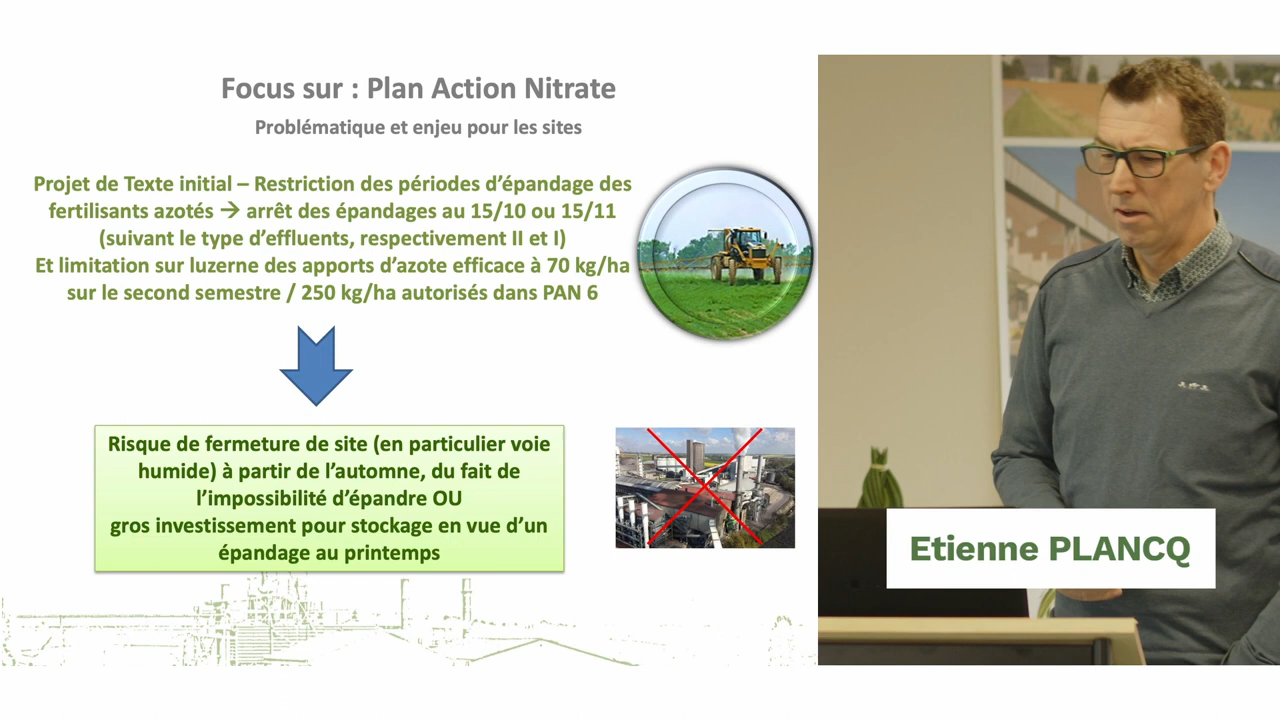 Focus sur : Plan Action Nitrate
Problématique et enjeu pour les sites
Projet de Texte initial – Restriction des périodes d’épandage des
fertilisants azotés → arrêt des épandages au 15/10 ou 15/11
(suivant le type d’effluents, respectivement II et I)
Et limitation sur luzerne des apports d’azote efficace à 70 kg/ha
sur le second semestre / 250 kg/ha autorisés dans PAN 6
Risque de fermeture de site (en particulier voie
humide) à partir de l’automne, du fait de
l’impossibilité d’épandre OU
gros investissement pour stockage en vue d’un
épandage au printemps
Etienne PLANCQ